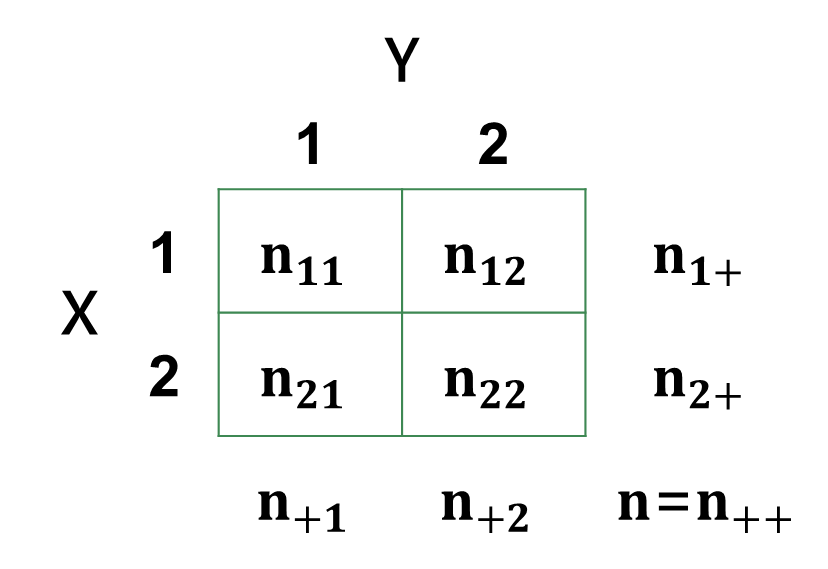 Y
1 2
1 n₁₁ n₁₂ n₁₊
X
2 n₂₁ n₂₂ n₂₊
n₊₁ n₊₂ n=n₊₊